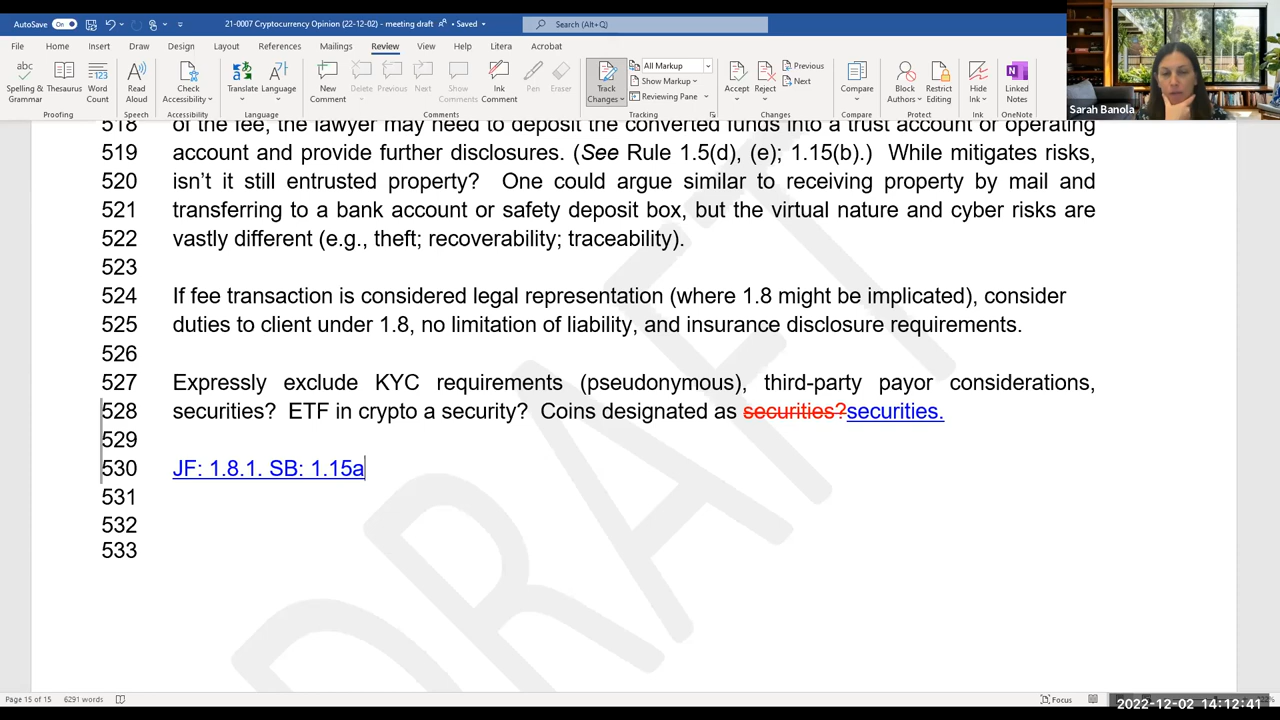 AutoSave On 21-0007 Cryptocurrency Opinion (22-12-02) - meeting draft • Saved Search (Alt+Q)
File Home Insert Draw Design Layout References Mailings Review View Help Litera Acrobat
Spelling & Grammar Thesaurus Word Count Read Aloud Check Accessibility Translate Language New Comment Delete Previous Next Show Comments Ink Comment Pen Eraser Track Changes All Markup Show Markup Reviewing Pane Accept Reject Previous Next Compare Block Authors Restrict Editing Hide Ink Linked Notes
Proofing Speech Accessibility Language Comments Tracking Changes Compare Protect Ink OneNote
Sarah Banola
518 of the fee, the lawyer may need to deposit the converted funds into a trust account or operating
519 account and provide further disclosures. (See Rule 1.5(d), (e); 1.15(b).) While mitigates risks,
520 isn't it still entrusted property? One could argue similar to receiving property by mail and
521 transferring to a bank account or safety deposit box, but the virtual nature and cyber risks are
522 vastly different (e.g., theft; recoverability; traceability).
523
524 If fee transaction is considered legal representation (where 1.8 might be implicated), consider
525 duties to client under 1.8, no limitation of liability, and insurance disclosure requirements.
526
527 Expressly exclude KYC requirements (pseudonymous), third-party payor considerations,
528 securities? ETF in crypto a security? Coins designated as securities?securities.
529
530 JF: 1.8.1. SB: 1.15a
531
532
533
DRAFT
Page 15 of 15 6291 words Focus
2022-12-02 14:12:41